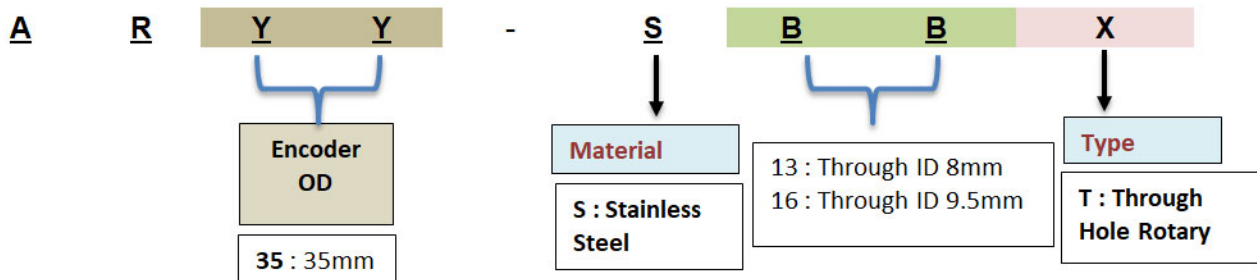 A R Y Y - S B B X
Encoder
OD
35 : 35mm
Material
S : Stainless
Steel
13 : Through ID 8mm
16 : Through ID 9.5mm
Type
T : Through
Hole Rotary